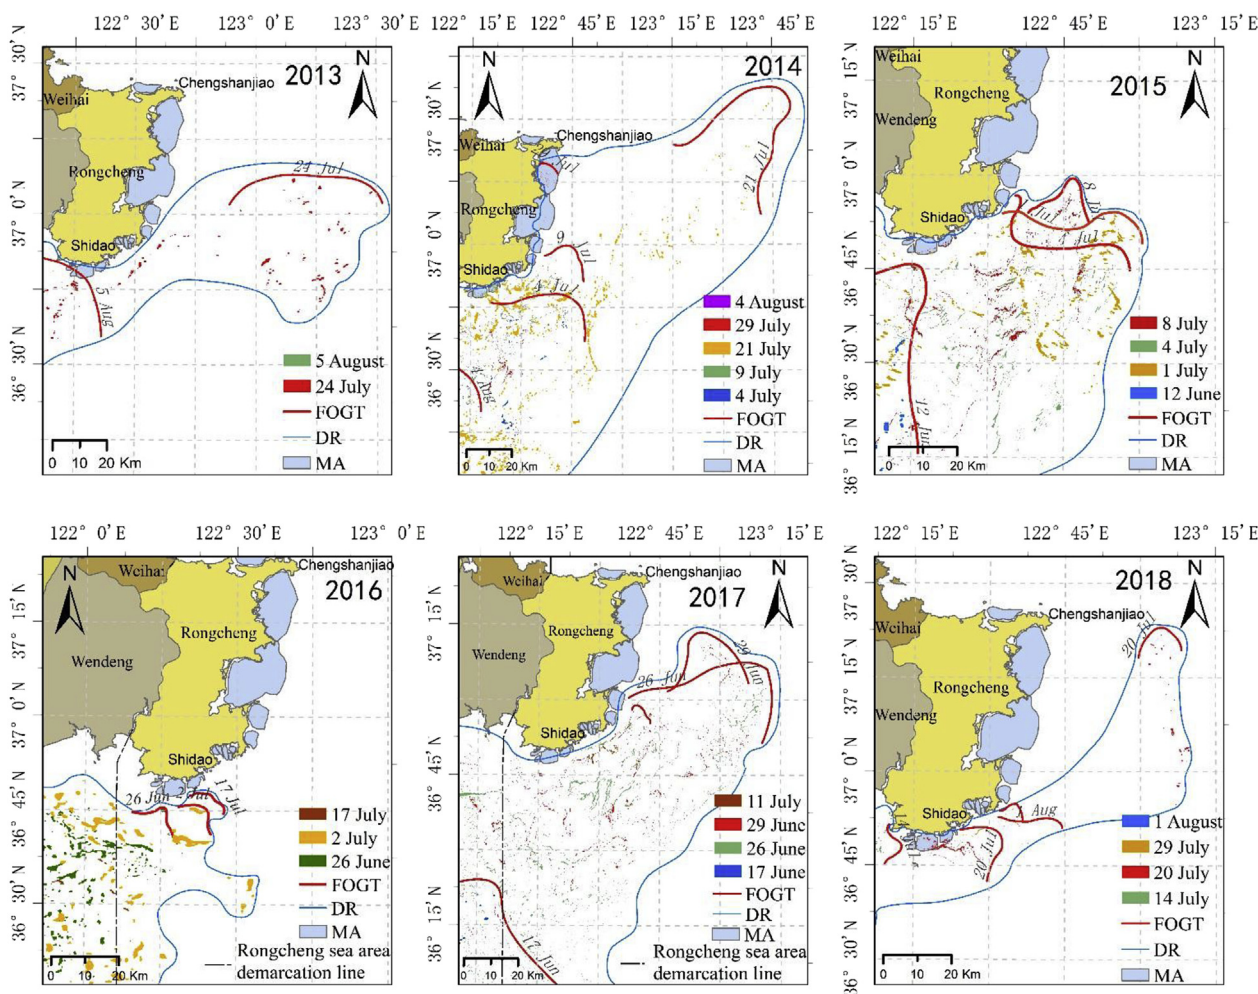 123° 30′ E 123° 0′ E 123° 30′ E
122° 30′ E 122° 45′ E 123° 15′ E
122° 15′ E 122° 45′ E 123° 15′ E
37° 30′ N
37° 0′ N
36° 30′ N
N
2013
Chengshanjiao
Weihai
Rongcheng
Shidao
24 Jul
5 Aug
5 August
24 July
FOGT
DR
MA
0 10 20 Km
37° 30′ N
37° 0′ N
36° 30′ N
N
2014
Chengshanjiao
Weihai
Rongcheng
Shidao
21 Jul
9 Jul
4 Jul
4 Aug
4 August
29 July
21 July
9 July
4 July
FOGT
DR
MA
0 10 20 Km
37° 15′ N
37° 0′ N
36° 45′ N
36° 30′ N
36° 15′ N
N
2015
Weihai
Rongcheng
Wendeng
Shidao
8 Jul
1 Jul
12 Jun
8 July
4 July
1 July
12 June
FOGT
DR
MA
0 10 20 Km
122° 0′ E 122° 30′ E 123° 0′ E
122° 15′ E 122° 45′ E 123° 15′ E
122° 15′ E 122° 45′ E 123° 15′ E
37° 15′ N
37° 0′ N
36° 45′ N
36° 30′ N
N
2016
Chengshanjiao
Weihai
Rongcheng
Wendeng
Shidao
26 Jun
2 Jul
17 Jul
17 July
2 July
26 June
FOGT
DR
MA
Rongcheng sea area
demarcation line
0 10 20 Km
37° 15′ N
37° 0′ N
36° 45′ N
36° 30′ N
36° 15′ N
N
2017
Chengshanjiao
Weihai
Rongcheng
Wendeng
Shidao
26 Jun
29 Jun
17 Jun
11 July
29 June
26 June
17 June
FOGT
DR
MA
Rongcheng sea area
demarcation line
0 10 20 Km
37° 30′ N
37° 15′ N
37° 0′ N
36° 45′ N
36° 30′ N
N
2018
Chengshanjiao
Weihai
Rongcheng
Wendeng
Shidao
20 Jul
1 Aug
20 Jul
1 August
29 July
20 July
14 July
FOGT
DR
MA
0 10 20 Km